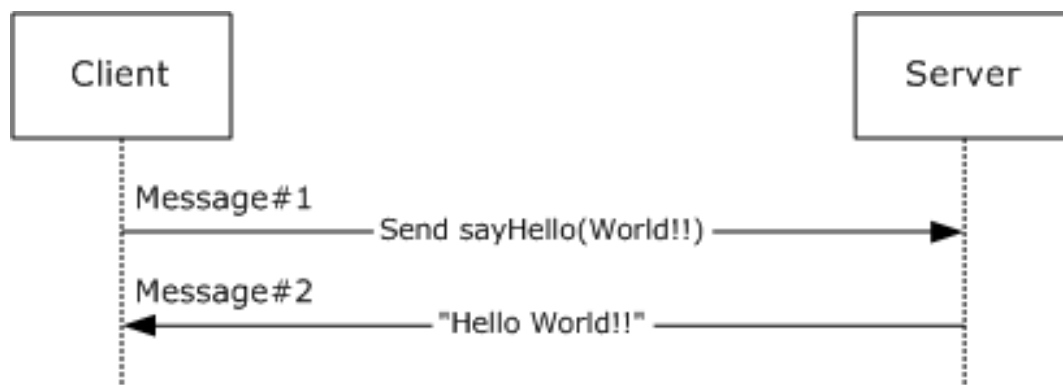 Client
Server
Message#1
Send sayHello(World!!)
Message#2
"Hello World!!"